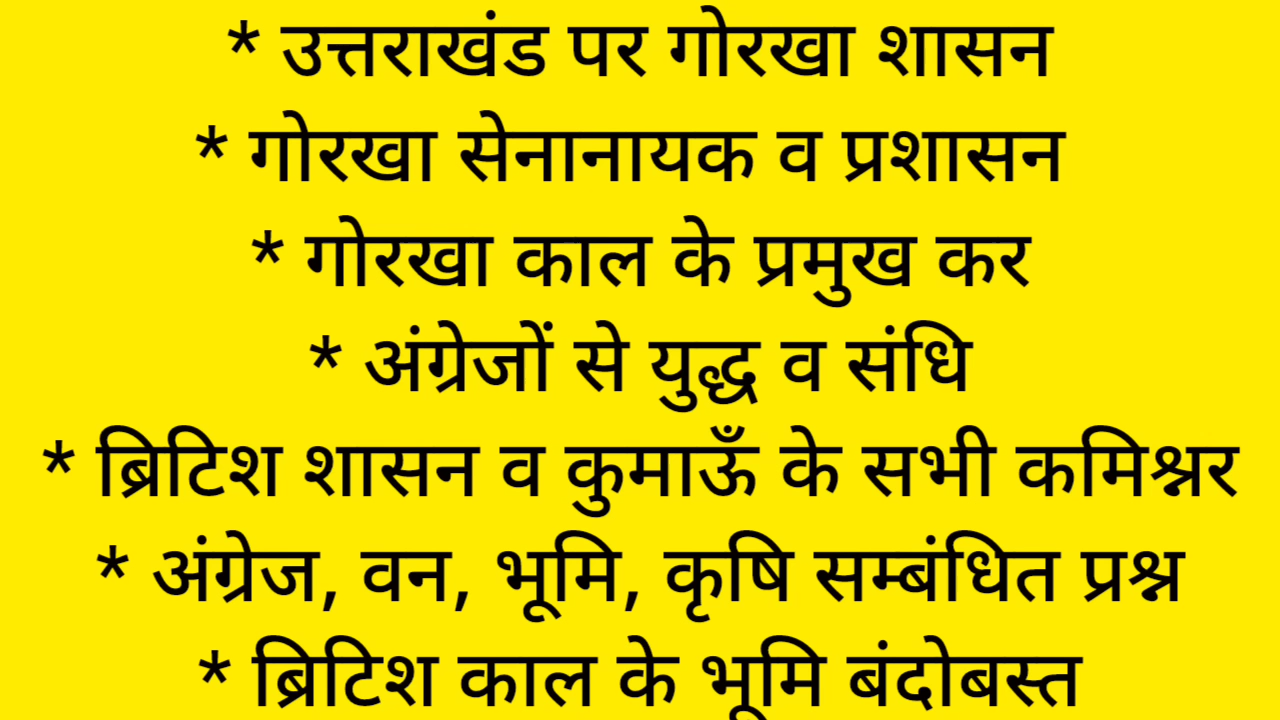 * उत्तराखंड पर गोरखा शासन
* गोरखा सेनानायक व प्रशासन
* गोरखा काल के प्रमुख कर
* अंग्रेजों से युद्ध व संधि
* ब्रिटिश शासन व कुमाऊँ के सभी कमिश्नर
* अंग्रेज, वन, भूमि, कृषि सम्बंधित प्रश्न
* ब्रिटिश काल के भूमि बंदोबस्त